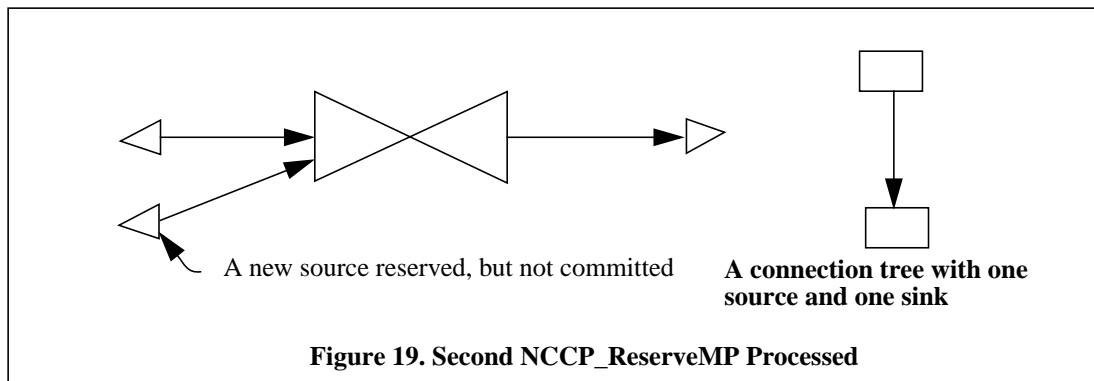 A new source reserved, but not committed
A connection tree with one
source and one sink
Figure 19. Second NCCP_ReserveMP Processed